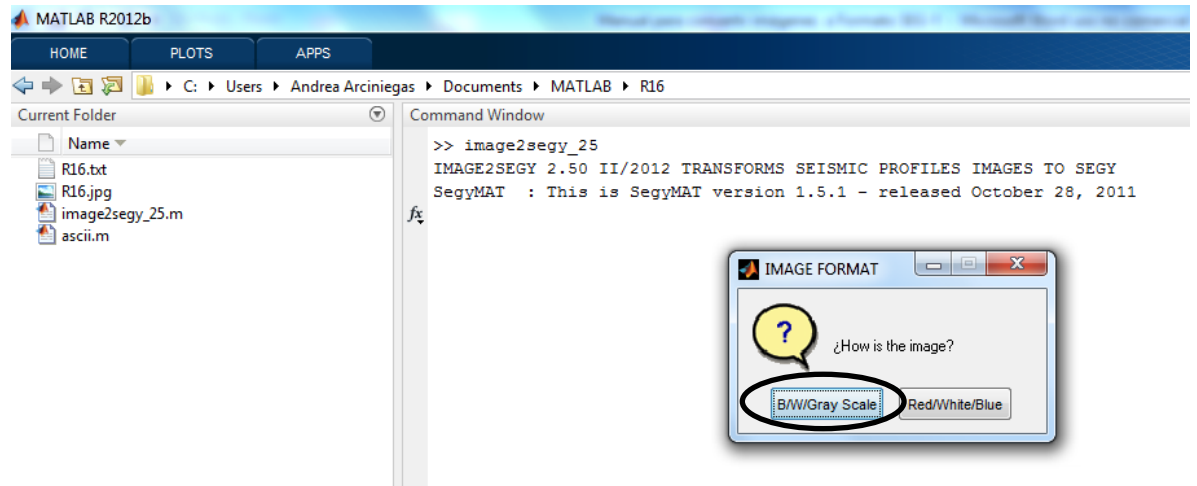 MATLAB R2012b
HOME PLOTS APPS
C: Users Andrea Arciniegas Documents MATLAB R16
Current Folder
Name
R16.txt
R16.jpg
image2segy_25.m
ascii.m
Command Window
>> image2segy_25
IMAGE2SEGY 2.50 II/2012 TRANSFORMS SEISMIC PROFILES IMAGES TO SEGY
SegyMAT : This is SegyMAT version 1.5.1 - released October 28, 2011
fx
IMAGE FORMAT
?
¿How is the image?
B/W/Gray Scale Red/White/Blue